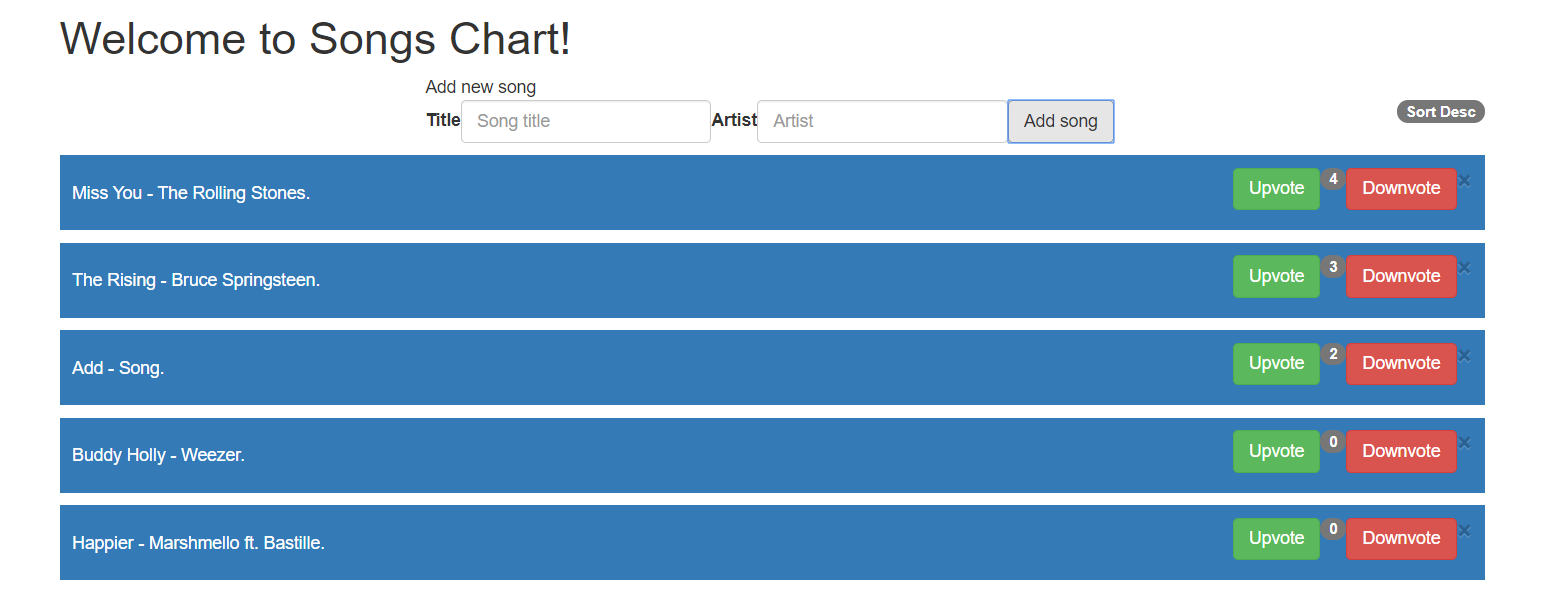 Welcome to Songs Chart!
Add new song
Title Song title Artist Artist Add song Sort Desc
Miss You - The Rolling Stones. Upvote 4 Downvote ×
The Rising - Bruce Springsteen. Upvote 3 Downvote ×
Add - Song. Upvote 2 Downvote ×
Buddy Holly - Weezer. Upvote 0 Downvote ×
Happier - Marshmello ft. Bastille. Upvote 0 Downvote ×